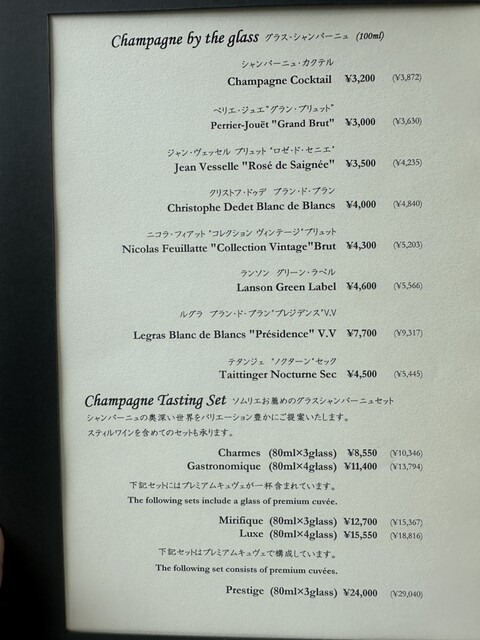 Champagne by the glass グラス・シャンパーニュ (100ml)
シャンパーニュ・カクテル
Champagne Cocktail ¥3,200 (¥3,872)
ペリエ・ジュエ"グラン・ブリュット"
Perrier-Jouët "Grand Brut" ¥3,000 (¥3,630)
ジャン・ヴェッセル ブリュット "ロゼ・ド・セニエ"
Jean Vesselle "Rosé de Saignée" ¥3,500 (¥4,235)
クリストフ・ドゥデ ブラン・ド・ブラン
Christophe Dedet Blanc de Blancs ¥4,000 (¥4,840)
ニコラ・フィアット "コレクション ヴィンテージ"ブリュット
Nicolas Feuillatte "Collection Vintage"Brut ¥4,300 (¥5,203)
ランソン グリーン・ラベル
Lanson Green Label ¥4,600 (¥5,566)
ルグラ ブラン・ド・ブラン"プレジデンス"V.V
Legras Blanc de Blancs "Présidence" V.V ¥7,700 (¥9,317)
テタンジェ "ノクターン"セック
Taittinger Nocturne Sec ¥4,500 (¥5,445)
Champagne Tasting Set ソムリエお薦めのグラスシャンパーニュセット
シャンパーニュの奥深い世界をバリエーション豊かにご提案いたします。
スティルワインを含めてのセットも承ります。
Charmes (80ml×3glass) ¥8,550 (¥10,346)
Gastronomique (80ml×4glass) ¥11,400 (¥13,794)
下記セットにはプレミアムキュヴェが一杯含まれています。
The following sets include a glass of premium cuvée.
Mirifique (80ml×3glass) ¥12,700 (¥15,367)
Luxe (80ml×4glass) ¥15,550 (¥18,816)
下記セットはプレミアムキュヴェで構成しています。
The following set consists of premium cuvées.
Prestige (80ml×3glass) ¥24,000 (¥29,040)